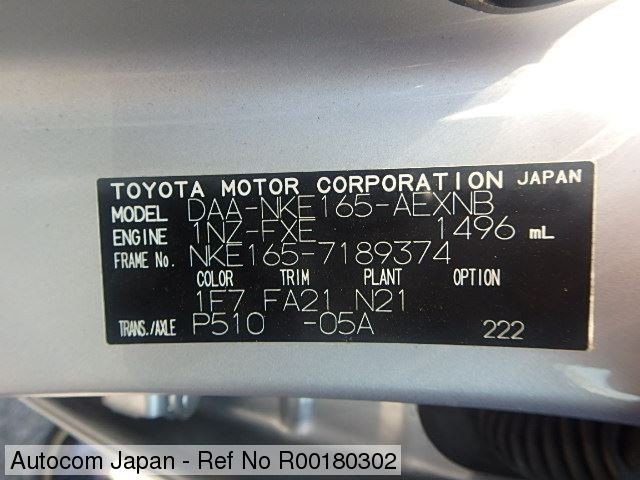 TOYOTA MOTOR CORPORATION JAPAN
MODEL DAA-NKE165-AEXNB
ENGINE 1NZ-FXE 1496 mL
FRAME No. NKE165-7189374
COLOR TRIM PLANT OPTION
1F7 FA21 N21
TRANS./AXLE P510 -05A 222
Autocom Japan - Ref No R00180302